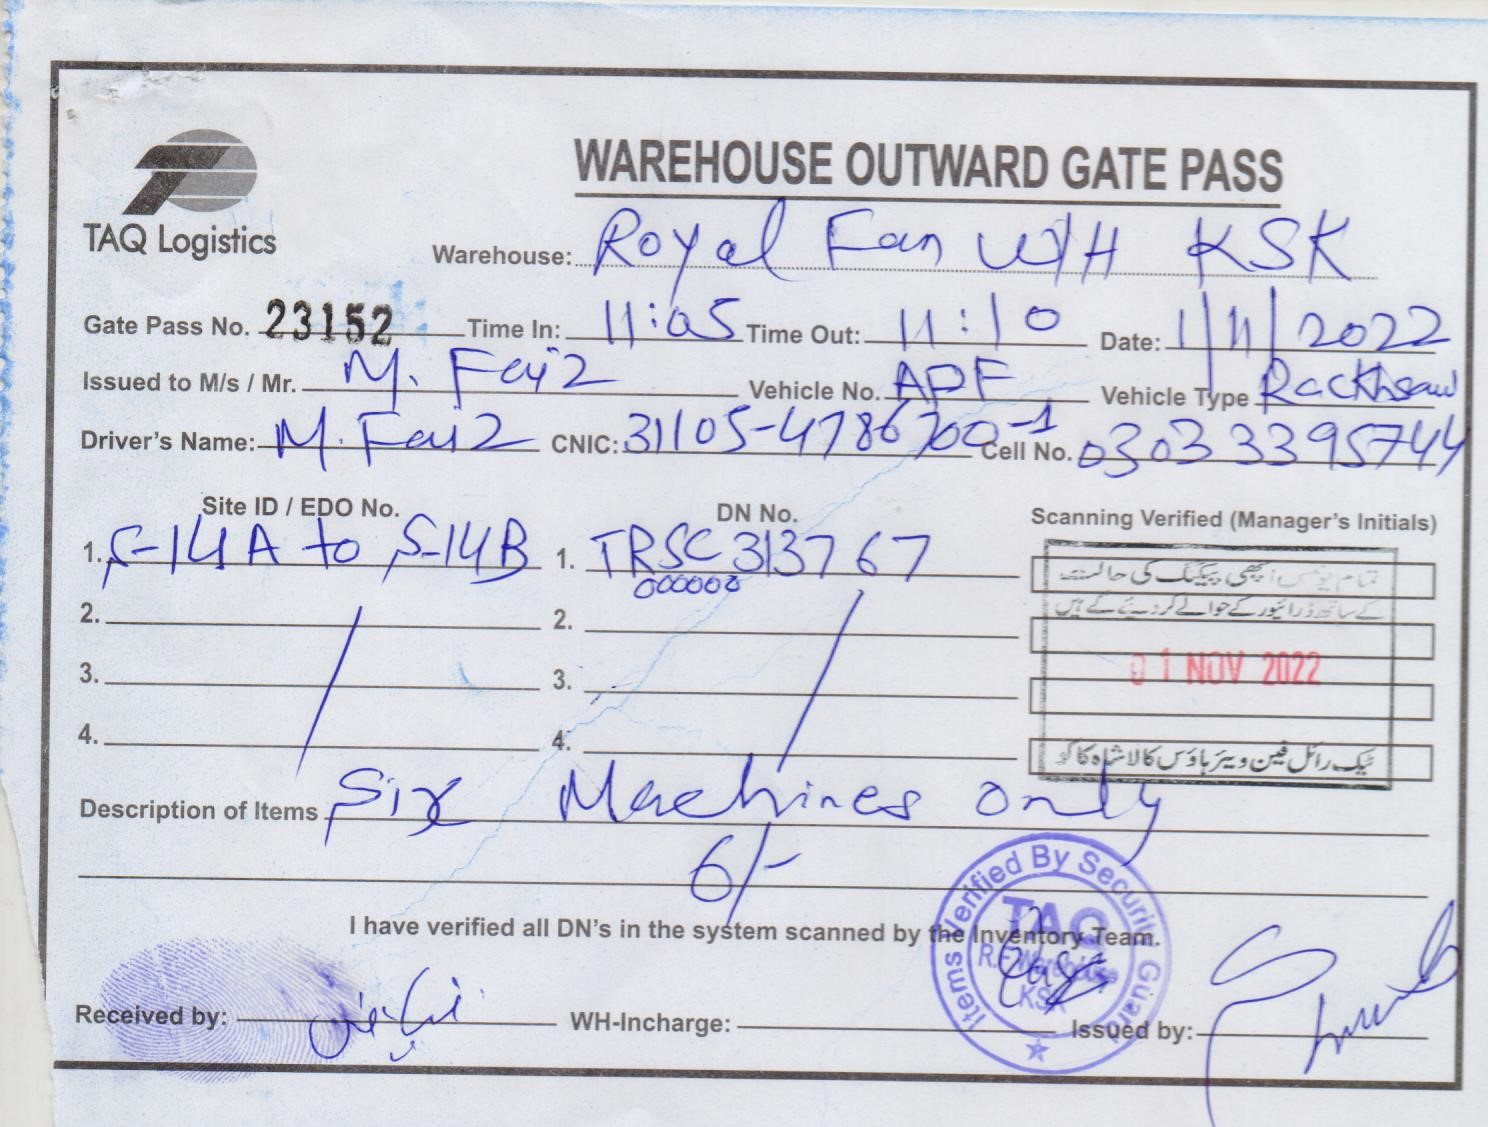 WAREHOUSE OUTWARD GATE PASS
TAQ Logistics
Warehouse: Royal Fan W/H KSK
Gate Pass No. 23152 Time In: 11:05 Time Out: 11:10 Date: 1/11/2022
Issued to M/s / Mr. M. Faiz Vehicle No. APF Vehicle Type Rackhsaw
Driver's Name: M. Faiz CNIC: 31105-4786700-1 Cell No. 03033395744
Site ID / EDO No. DN No. Scanning Verified (Manager's Initials)
1. S-14A to S-14B 1. TRSC313767
000000
تمام یونٹس اچھی پیکنگ کی حالت
کے ساتھ ڈرائیور کے حوالے کر دیئے گئے ہیں
2. 2.
01 NOV 2022
3. 3.
4. 4.
ٹیک رائل فین ویئر ہاؤس کالا شاہ کاکو
Description of Items Six Machines only
6/-
I have verified all DN's in the system scanned by the Inventory Team.
Items Verified By Security Guard
TAQ
R.F Warehouse
KSK
Received by: WH-Incharge: Issued by: